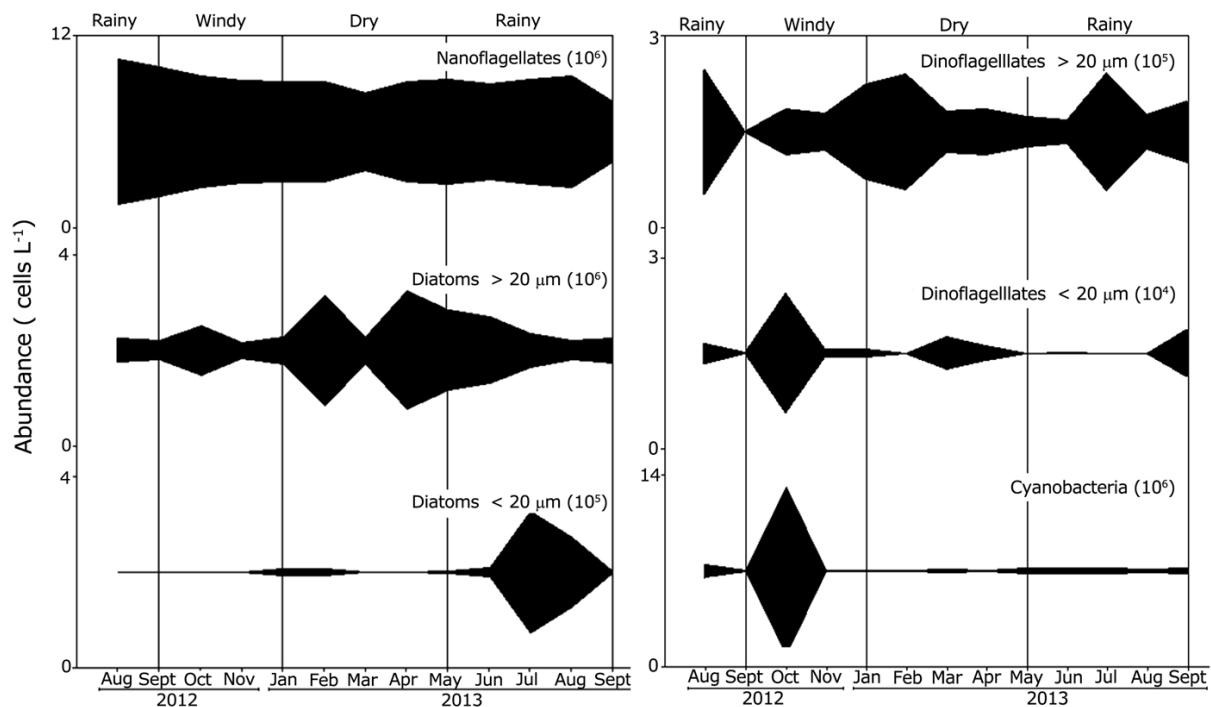 Rainy Windy Dry Rainy
12
Nanoflagellates (10⁶)
0
4
Diatoms > 20 μm (10⁶)
0
4
Diatoms < 20 μm (10⁵)
0
Abundance ( cells L⁻¹)
Aug Sept Oct Nov Jan Feb Mar Apr May Jun Jul Aug Sept
2012 2013
Rainy Windy Dry Rainy
3
Dinoflagelllates > 20 μm (10⁵)
0
3
Dinoflagelllates < 20 μm (10⁴)
0
14
Cyanobacteria (10⁶)
0
Aug Sept Oct Nov Jan Feb Mar Apr May Jun Jul Aug Sept
2012 2013